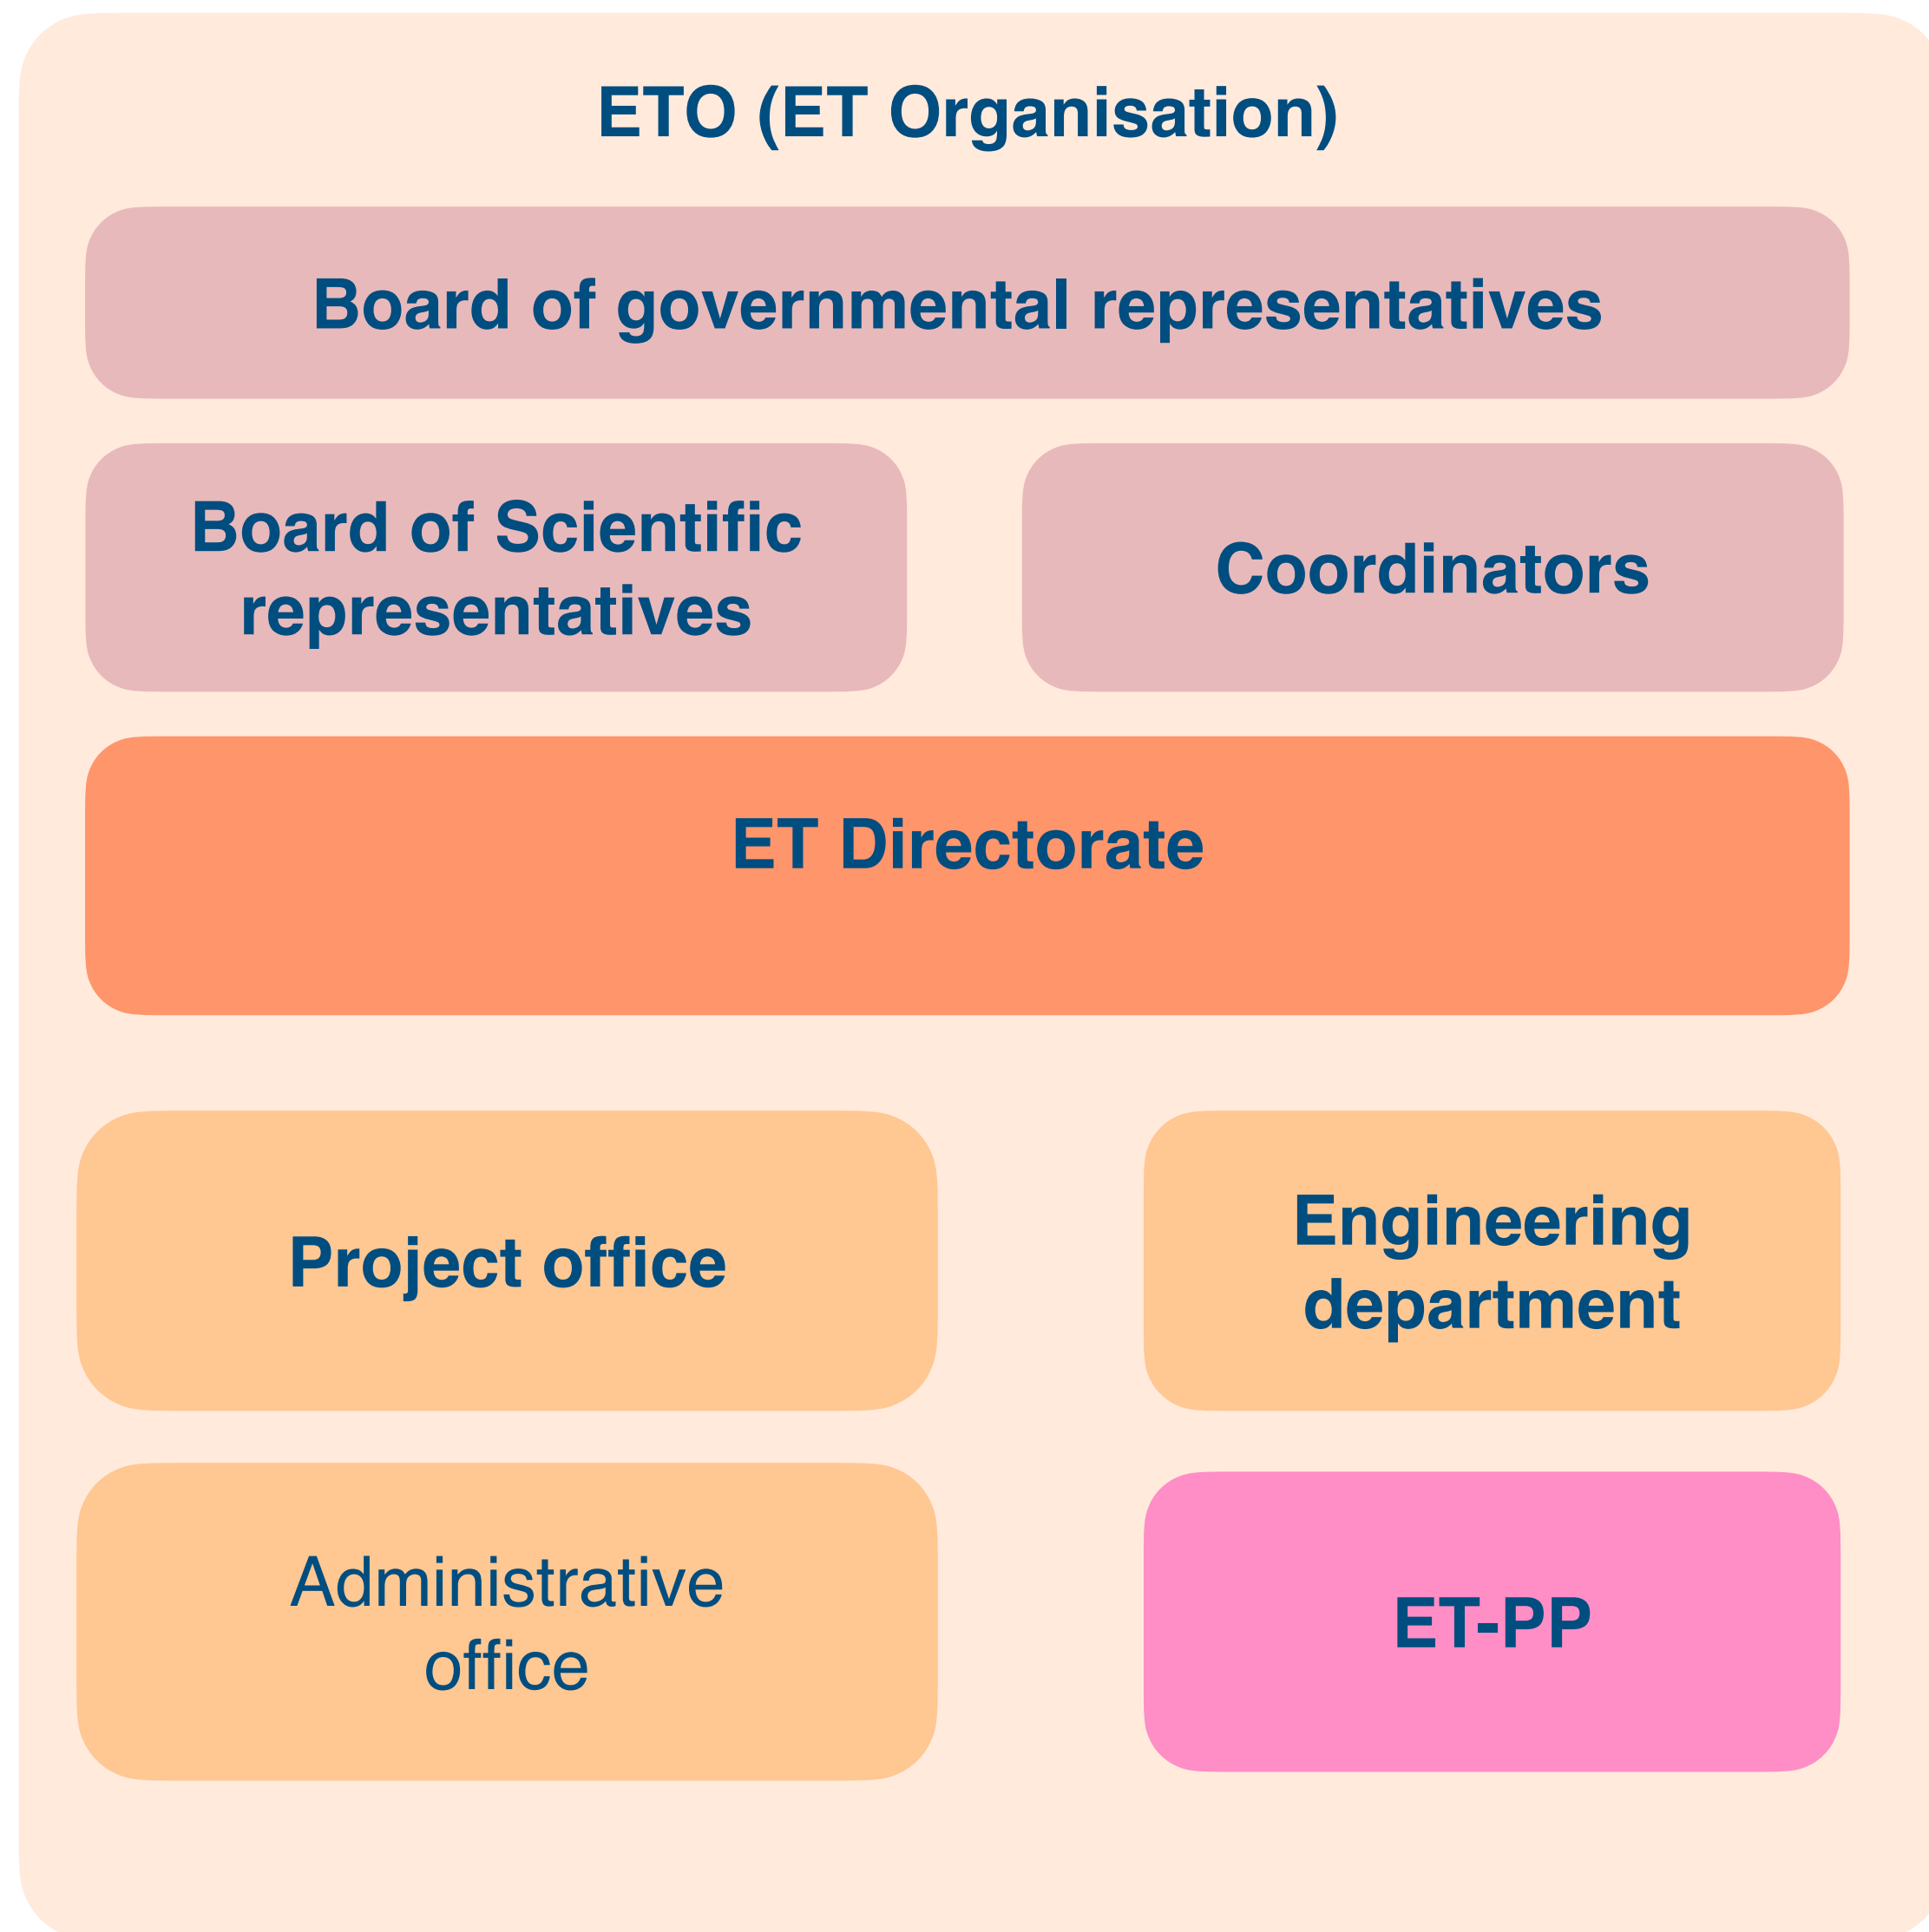 ETO (ET Organisation)
Board of governmental representatives
Board of Scientific
representatives
Coordinators
ET Directorate
Project office
Engineering
department
Administrative
office
ET-PP